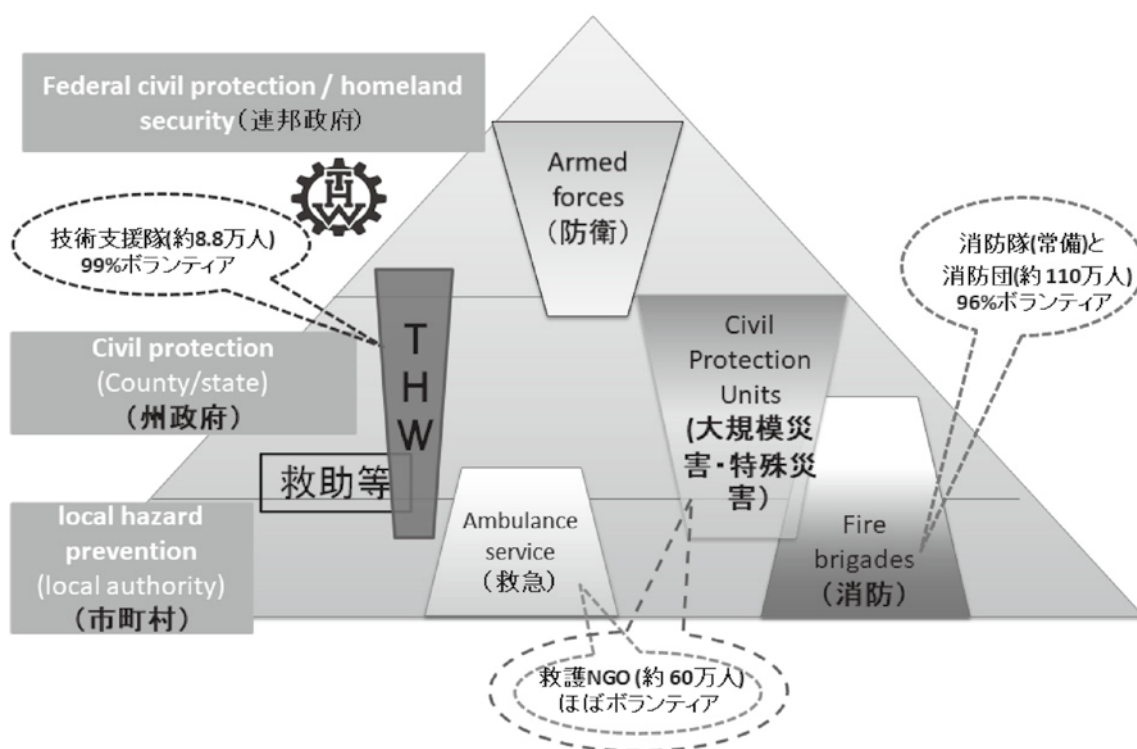 Federal civil protection / homeland
security(連邦政府)
THW
Armed
forces
(防衛)
技術支援隊(約8.8万人)
99%ボランティア
消防隊(常備)と
消防団(約110万人)
96%ボランティア
Civil protection
(County/state)
(州政府)
T
H
W
Civil
Protection
Units
(大規模災
害・特殊災
害)
救助等
local hazard
prevention
(local authority)
(市町村)
Ambulance
service
(救急)
Fire
brigades
(消防)
救護NGO(約60万人)
ほぼボランティア